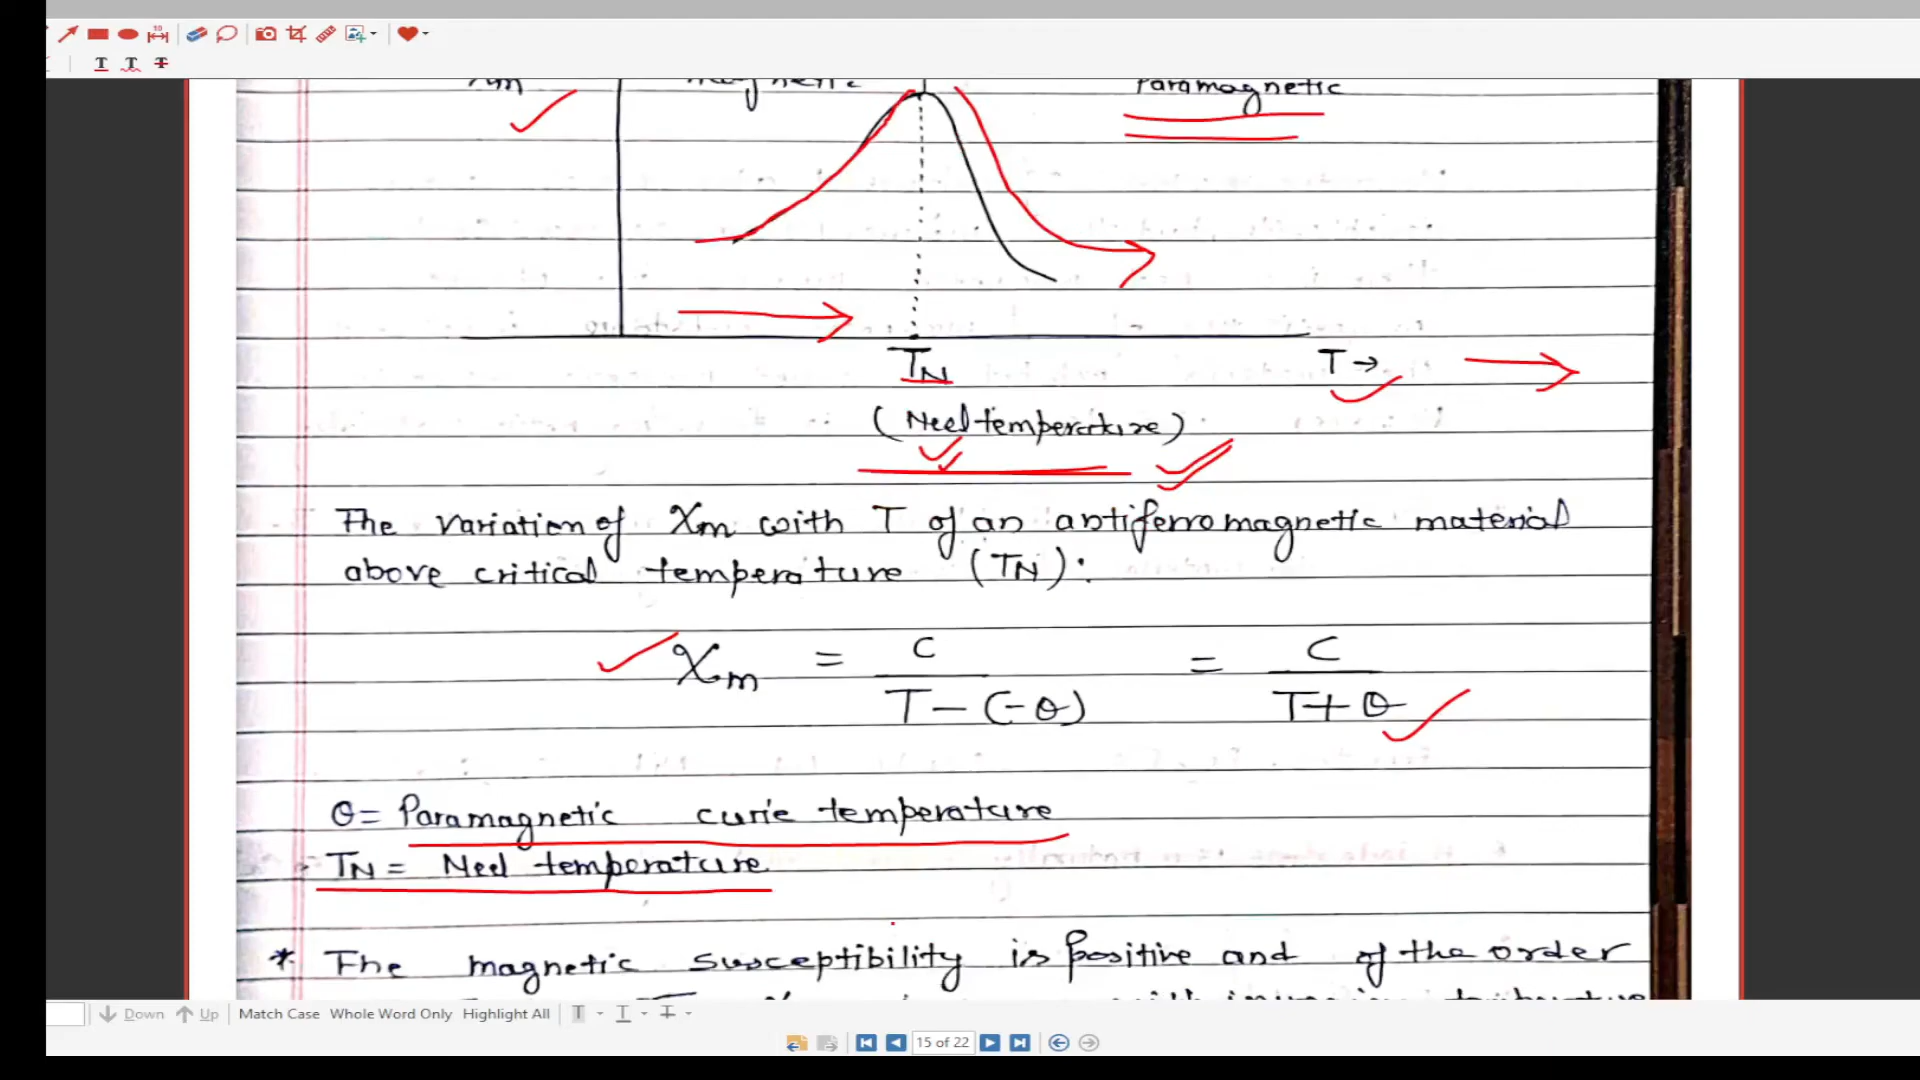 Paramagnetic
TN
T →
(Neel temperature)
The variation of Xm with T of an antiferromagnetic material
above critical temperature (TN):
Xm = C / T - (-θ) = C / T + θ
θ = Paramagnetic curie temperature
TN = Neel temperature
* The magnetic susceptibility is positive and of the order
Down Up Match Case Whole Word Only Highlight All
15 of 22